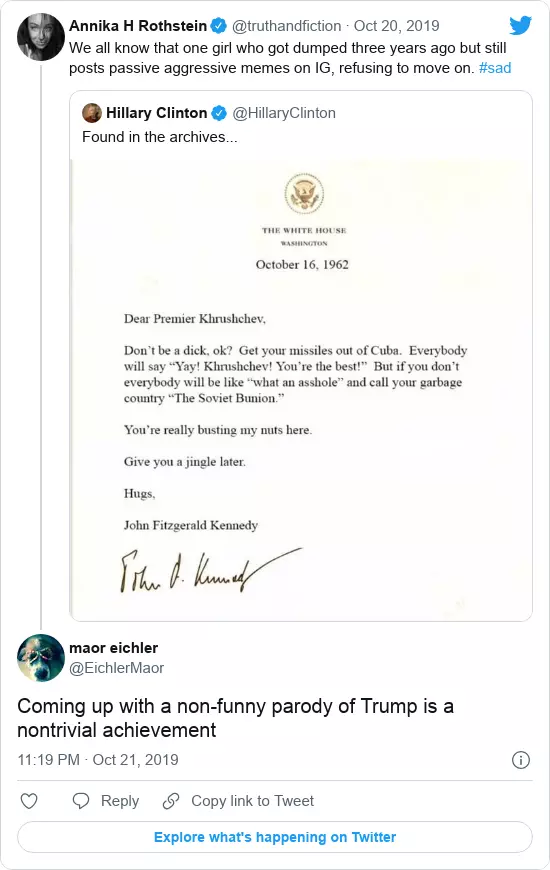 Annika H Rothstein @truthandfiction · Oct 20, 2019
We all know that one girl who got dumped three years ago but still
posts passive aggressive memes on IG, refusing to move on. #sad
Hillary Clinton @HillaryClinton
Found in the archives...
THE WHITE HOUSE
WASHINGTON
October 16, 1962
Dear Premier Khrushchev,
Don't be a dick, ok? Get your missiles out of Cuba. Everybody
will say "Yay! Khrushchev! You're the best!" But if you don't
everybody will be like "what an asshole" and call your garbage
country "The Soviet Bunion."
You're really busting my nuts here.
Give you a jingle later.
Hugs,
John Fitzgerald Kennedy
John F. Kennedy
maor eichler
@EichlerMaor
Coming up with a non-funny parody of Trump is a
nontrivial achievement
11:19 PM · Oct 21, 2019
Reply
Copy link to Tweet
Explore what's happening on Twitter